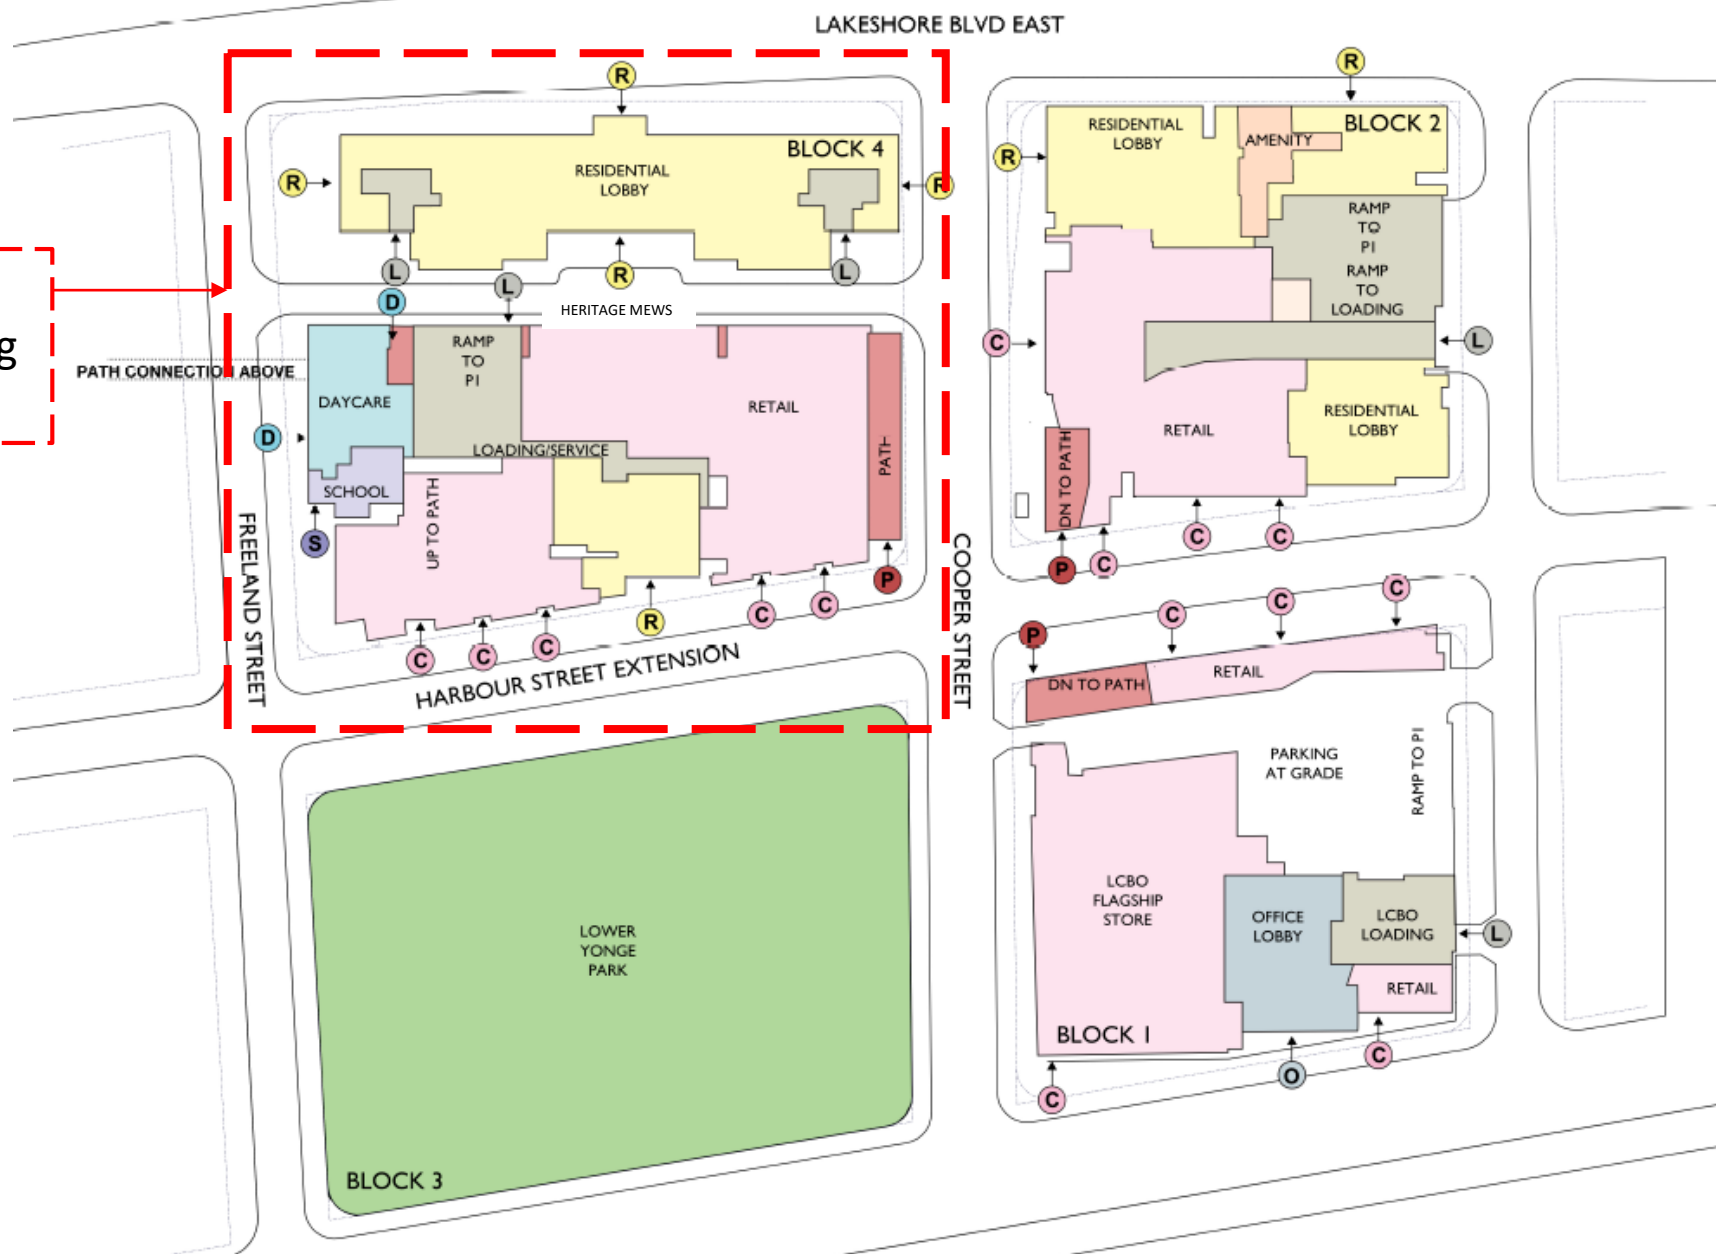 LAKESHORE BLVD EAST
R
R
BLOCK 4
RESIDENTIAL
LOBBY
R
R
L
R
L
D
L
HERITAGE MEWS
g
PATH CONNECTION ABOVE
DAYCARE
RAMP
TO
P1
RETAIL
PATH
D
LOADING/SERVICE
SCHOOL
UP TO PATH
S
P
R
C
C
C
C
C
FREELAND STREET
HARBOUR STREET EXTENSION
COOPER STREET
R
RESIDENTIAL
LOBBY
AMENITY
BLOCK 2
R
RAMP
TO
P1
RAMP
TO
LOADING
C
L
RETAIL
RESIDENTIAL
LOBBY
DN TO PATH
P
C
C
C
P
C
C
C
DN TO PATH
RETAIL
PARKING
AT GRADE
RAMP TO P1
LCBO
FLAGSHIP
STORE
OFFICE
LOBBY
LCBO
LOADING
L
RETAIL
BLOCK 1
C
O
C
LOWER
YONGE
PARK
BLOCK 3